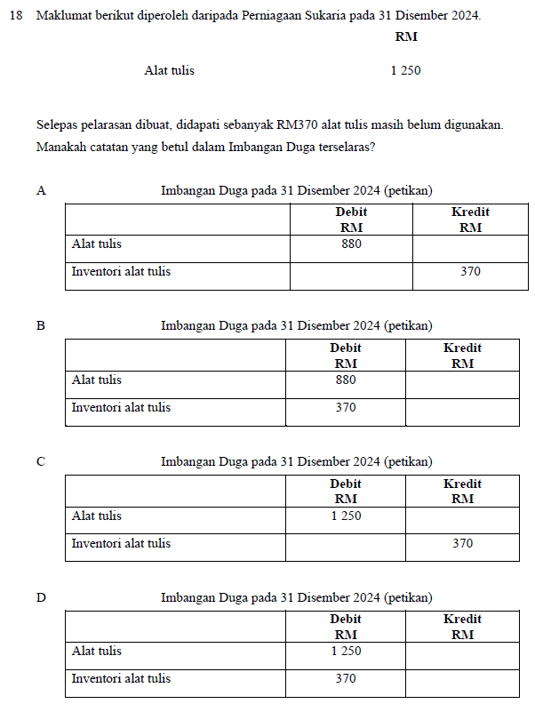 18 Maklumat berikut diperoleh daripada Perniagaan Sukaria pada 31 Disember 2024.
RM
Alat tulis 1 250
Selepas pelarasan dibuat, didapati sebanyak RM370 alat tulis masih belum digunakan.
Manakah catatan yang betul dalam Imbangan Duga terselaras?
A Imbangan Duga pada 31 Disember 2024 (petikan)
Debit Kredit
RM RM
Alat tulis 880
Inventori alat tulis 370
B Imbangan Duga pada 31 Disember 2024 (petikan)
Debit Kredit
RM RM
Alat tulis 880
Inventori alat tulis 370
C Imbangan Duga pada 31 Disember 2024 (petikan)
Debit Kredit
RM RM
Alat tulis 1 250
Inventori alat tulis 370
D Imbangan Duga pada 31 Disember 2024 (petikan)
Debit Kredit
RM RM
Alat tulis 1 250
Inventori alat tulis 370